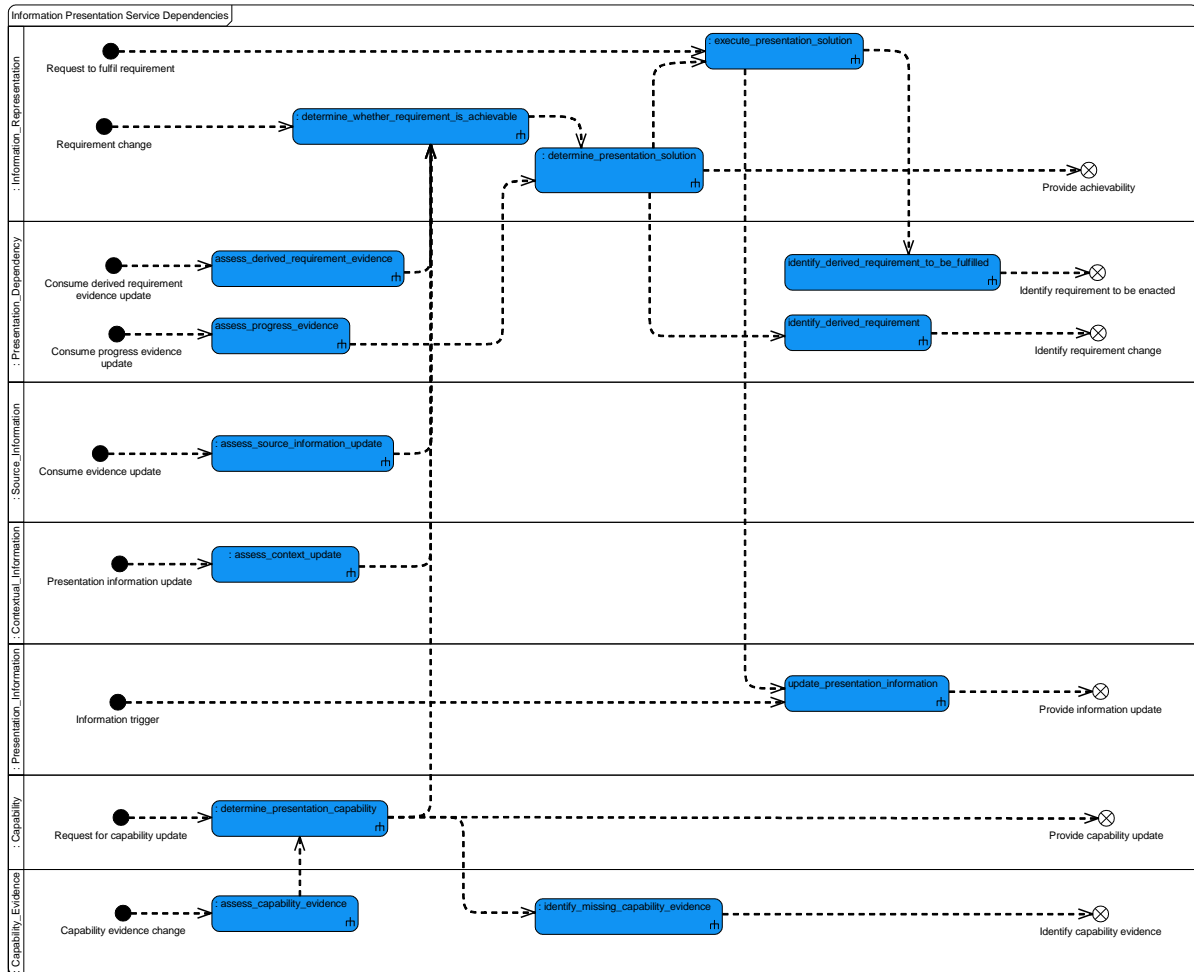 Information Presentation Service Dependencies
: Information_Representation
Request to fulfil requirement
: execute_presentation_solution
Requirement change
: determine_whether_requirement_is_achievable
: determine_presentation_solution
Provide achievability
: Presentation_Dependency
Consume derived requirement
evidence update
assess_derived_requirement_evidence
identify_derived_requirement_to_be_fulfilled
Identify requirement to be enacted
Consume progress evidence
update
assess_progress_evidence
identify_derived_requirement
Identify requirement change
: Source_Information
Consume evidence update
: assess_source_information_update
: Contextual_Information
Presentation information update
: assess_context_update
: Presentation_Information
Information trigger
update_presentation_information
Provide information update
: Capability
Request for capability update
: determine_presentation_capability
Provide capability update
: Capability_Evidence
Capability evidence change
: assess_capability_evidence
: identify_missing_capability_evidence
Identify capability evidence